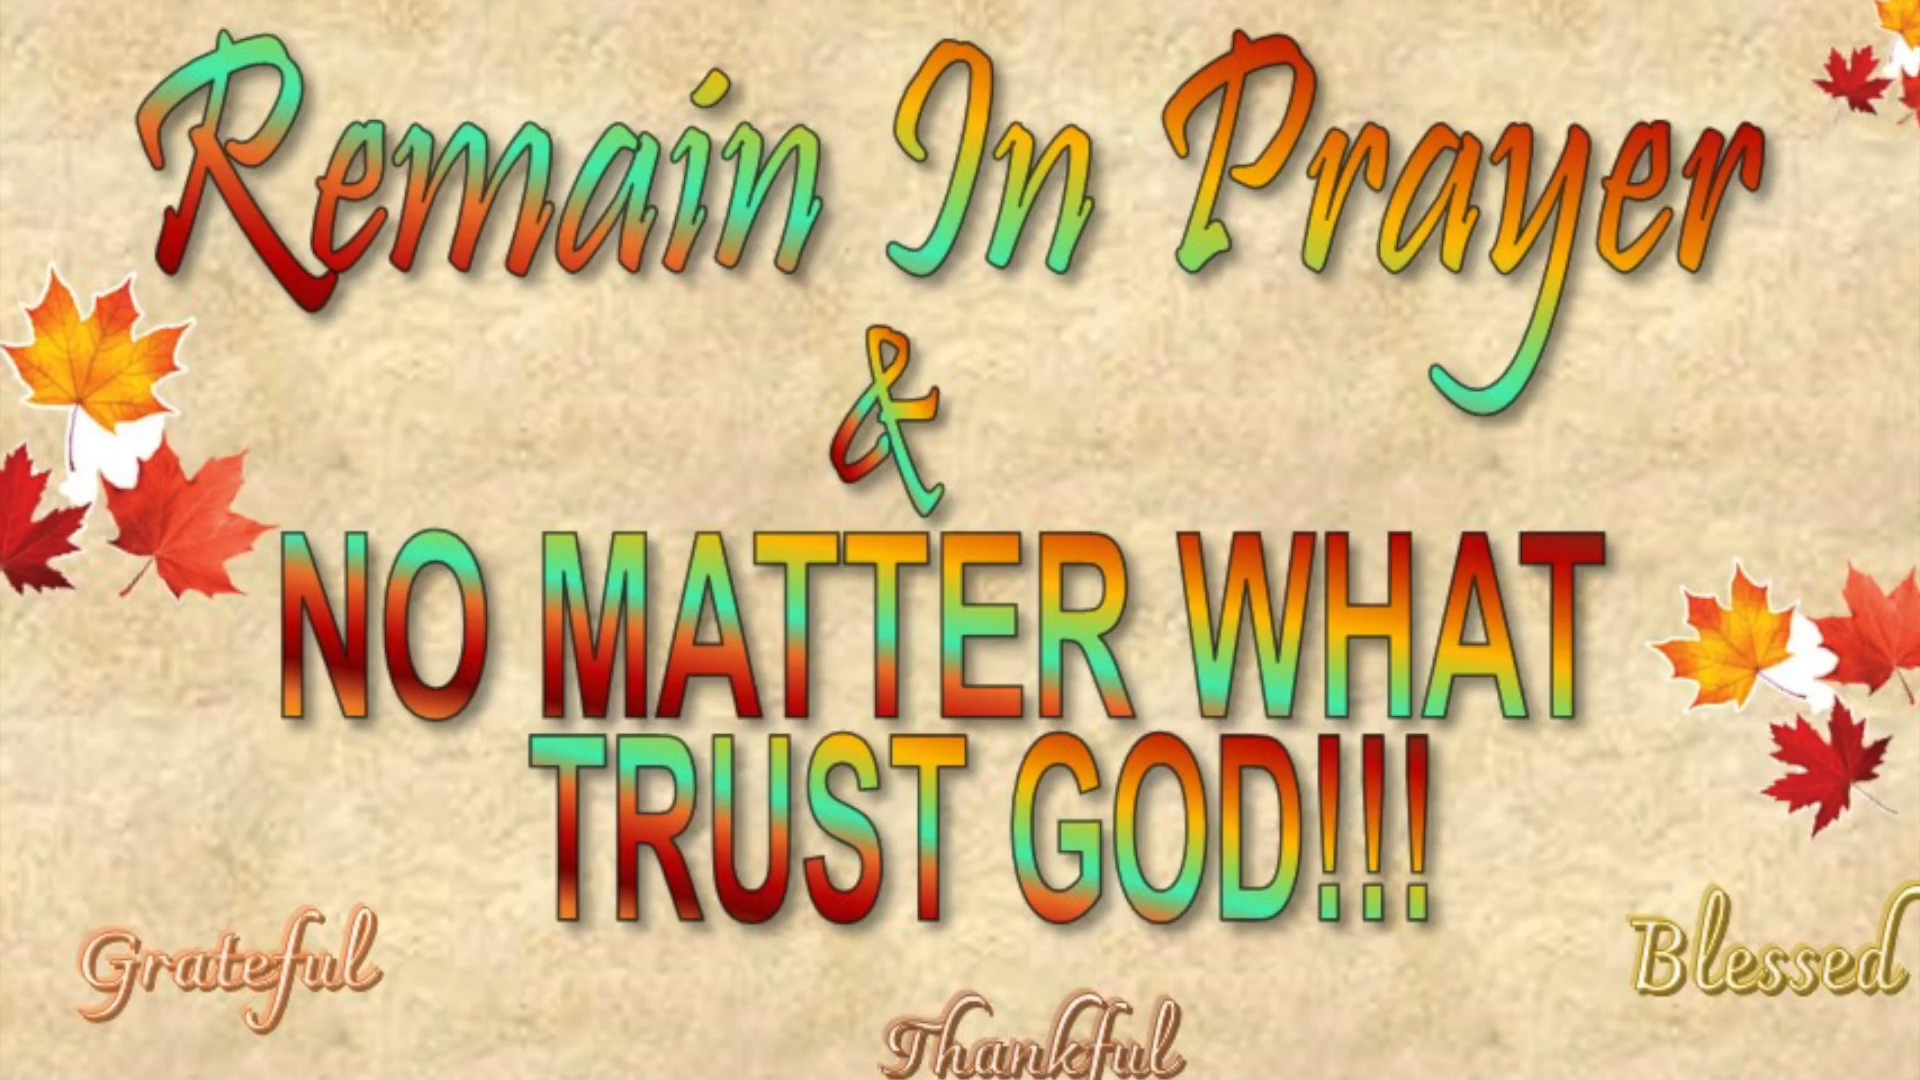 Remain In Prayer
&
NO MATTER WHAT
TRUST GOD!!!
Grateful
Blessed
Thankful